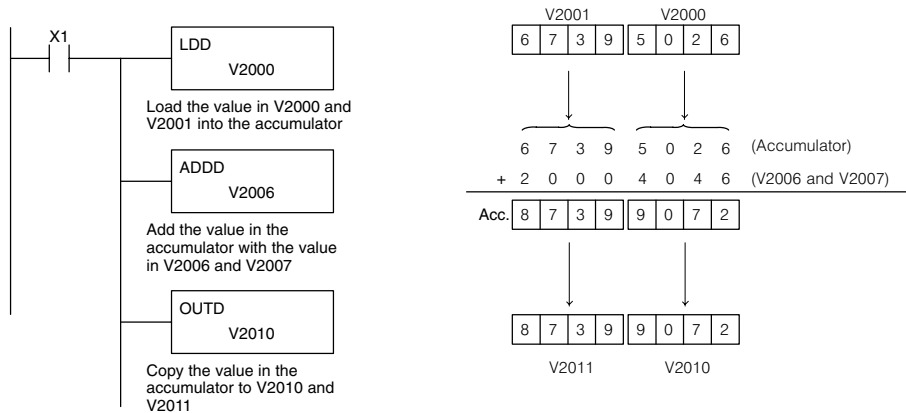 X1
LDD
V2000
Load the value in V2000 and
V2001 into the accumulator
ADDD
V2006
Add the value in the
accumulator with the value
in V2006 and V2007
OUTD
V2010
Copy the value in the
accumulator to V2010 and
V2011
V2001 V2000
6 7 3 9 5 0 2 6
6 7 3 9 5 0 2 6 (Accumulator)
+ 2 0 0 0 4 0 4 6 (V2006 and V2007)
Acc. 8 7 3 9 9 0 7 2
8 7 3 9 9 0 7 2
V2011 V2010